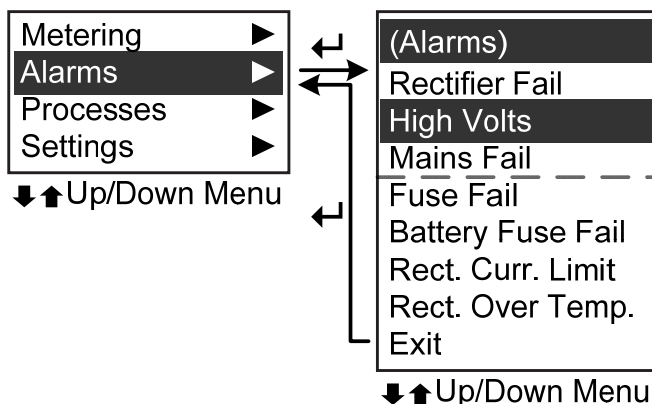 Metering
Alarms
Processes
Settings
Up/Down Menu
(Alarms)
Rectifier Fail
High Volts
Mains Fail
Fuse Fail
Battery Fuse Fail
Rect. Curr. Limit
Rect. Over Temp.
Exit
Up/Down Menu